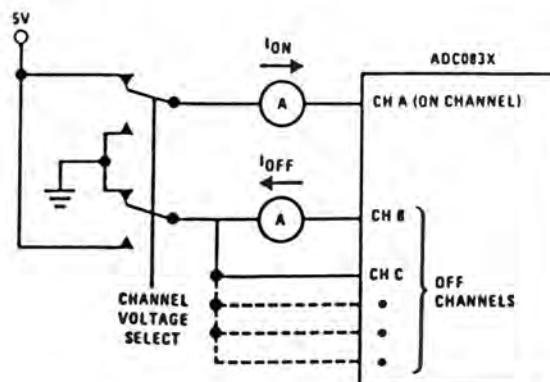 5V
ION
ADC083X
A
CH A (ON CHANNEL)
IOFF
A
CH B
CH C
OFF
CHANNELS
CHANNEL
VOLTAGE
SELECT